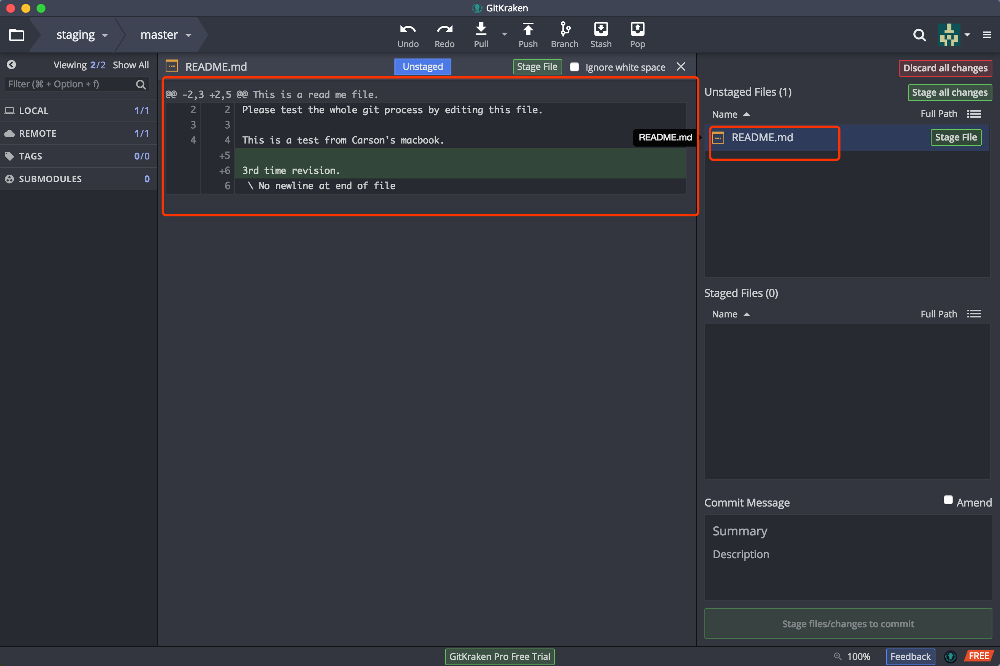 GitKraken
staging
master
Undo
Redo
Pull
Push
Branch
Stash
Pop
Viewing 2/2 Show All
Filter (⌘ + Option + f)
LOCAL 1/1
REMOTE 1/1
TAGS 0/0
SUBMODULES 0
README.md
Unstaged
Stage File
Ignore white space
@@ -2,3 +2,5 @@ This is a read me file.
2 2 Please test the whole git process by editing this file.
3 3
4 4 This is a test from Carson's macbook.
+5
+6 3rd time revision.
6 \ No newline at end of file
README.md
Discard all changes
Unstaged Files (1)
Stage all changes
Name Full Path
README.md
Stage File
Staged Files (0)
Name Full Path
Commit Message
Amend
Summary
Description
Stage files/changes to commit
GitKraken Pro Free Trial
100%
Feedback
FREE